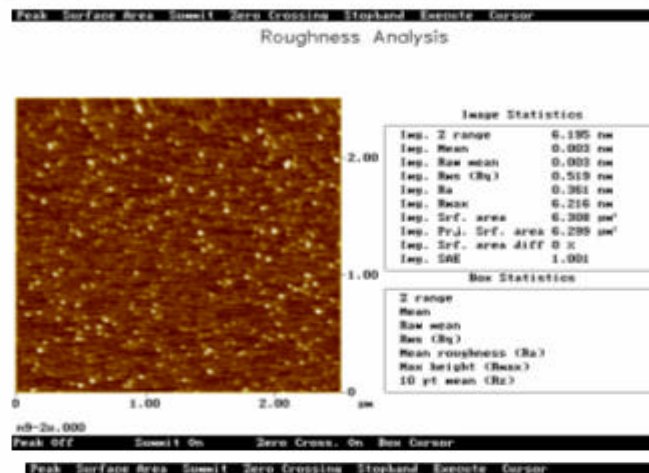 Peak Surface Area Summit Zero Crossing Stopband Execute Cursor
Roughness Analysis
Image Statistics
Img. Z range 6.195 nm
Img. Mean 0.003 nm
Img. Raw mean 0.003 nm
Img. Rms (Rq) 0.519 nm
Img. Ra 0.361 nm
Img. Rmax 6.216 nm
Img. Srf. area 6.308 µm²
Img. Prj. Srf. area 6.299 µm²
Img. Srf. area diff 0 %
Img. SAE 1.001
Box Statistics
Z range
Mean
Raw mean
Rms (Rq)
Mean roughness (Ra)
Max height (Rmax)
10 pt mean (Rz)
2.00
1.00
0
0 1.00 2.00 µm
n9-2u.000
Peak Off Summit On Zero Cross. On Box Cursor
Peak Surface Area Summit Zero Crossing Stopband Execute Cursor